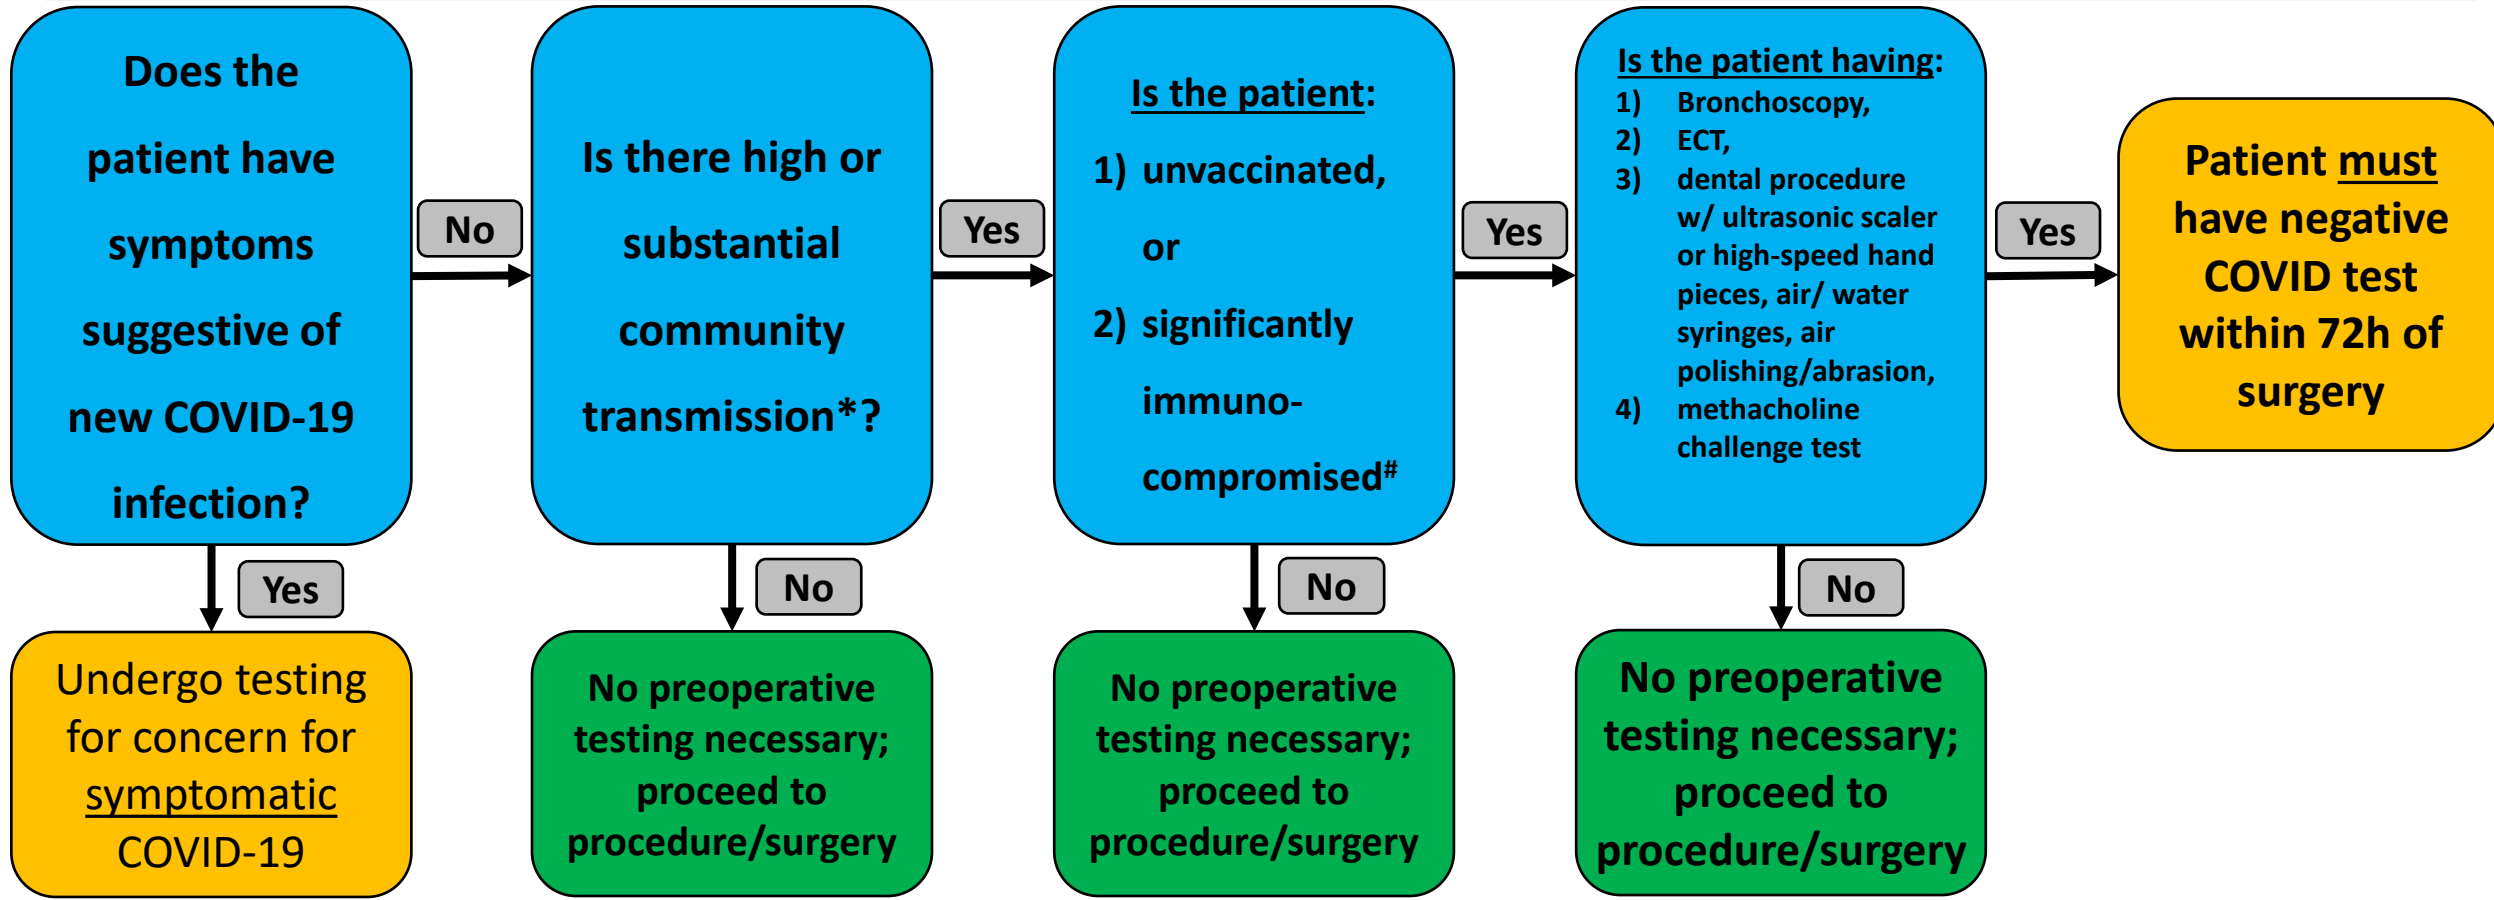 Does the
patient have
symptoms
suggestive of
new COVID-19
infection?
No
Is there high or
substantial
community
transmission*?
Yes
Is the patient:
1) unvaccinated,
or
2) significantly
immuno-
compromised#
Yes
Is the patient having:
1) Bronchoscopy,
2) ECT,
3) dental procedure
w/ ultrasonic scaler
or high-speed hand
pieces, air/ water
syringes, air
polishing/abrasion,
4) methacholine
challenge test
Yes
Patient must
have negative
COVID test
within 72h of
surgery
Yes
Undergo testing
for concern for
symptomatic
COVID-19
No
No preoperative
testing necessary;
proceed to
procedure/surgery
No
No preoperative
testing necessary;
proceed to
procedure/surgery
No
No preoperative
testing necessary;
proceed to
procedure/surgery